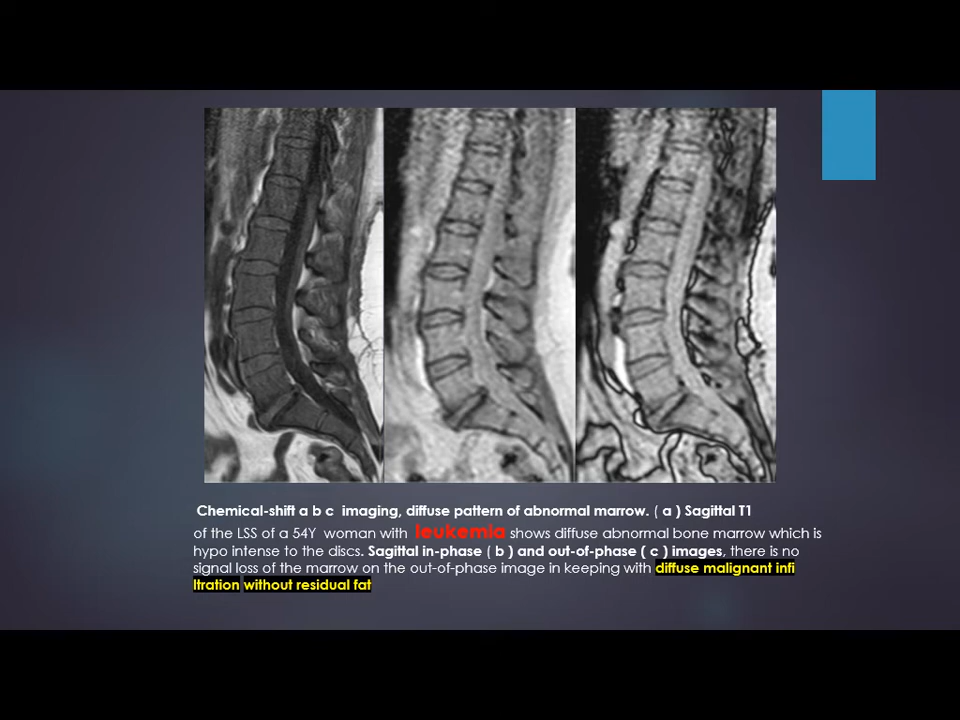 Chemical-shift a b c imaging, diffuse pattern of abnormal marrow. ( a ) Sagittal T1
of the LSS of a 54Y woman with leukemia shows diffuse abnormal bone marrow which is
hypo intense to the discs. Sagittal in-phase ( b ) and out-of-phase ( c ) images, there is no
signal loss of the marrow on the out-of-phase image in keeping with diffuse malignant infi
ltration without residual fat